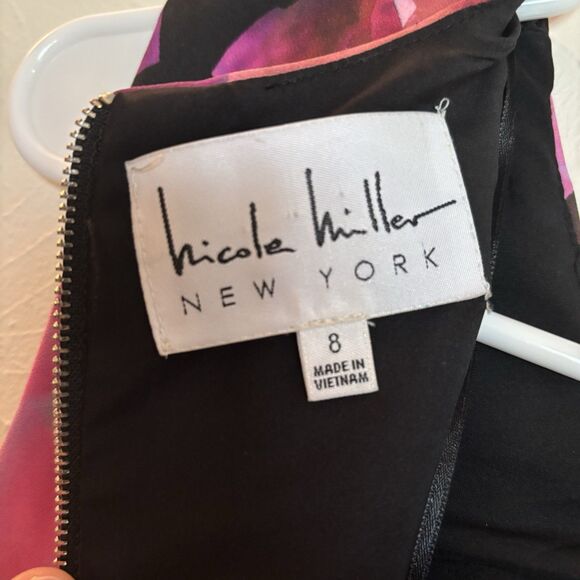 nicole miller
NEW YORK
8
MADE IN
VIETNAM